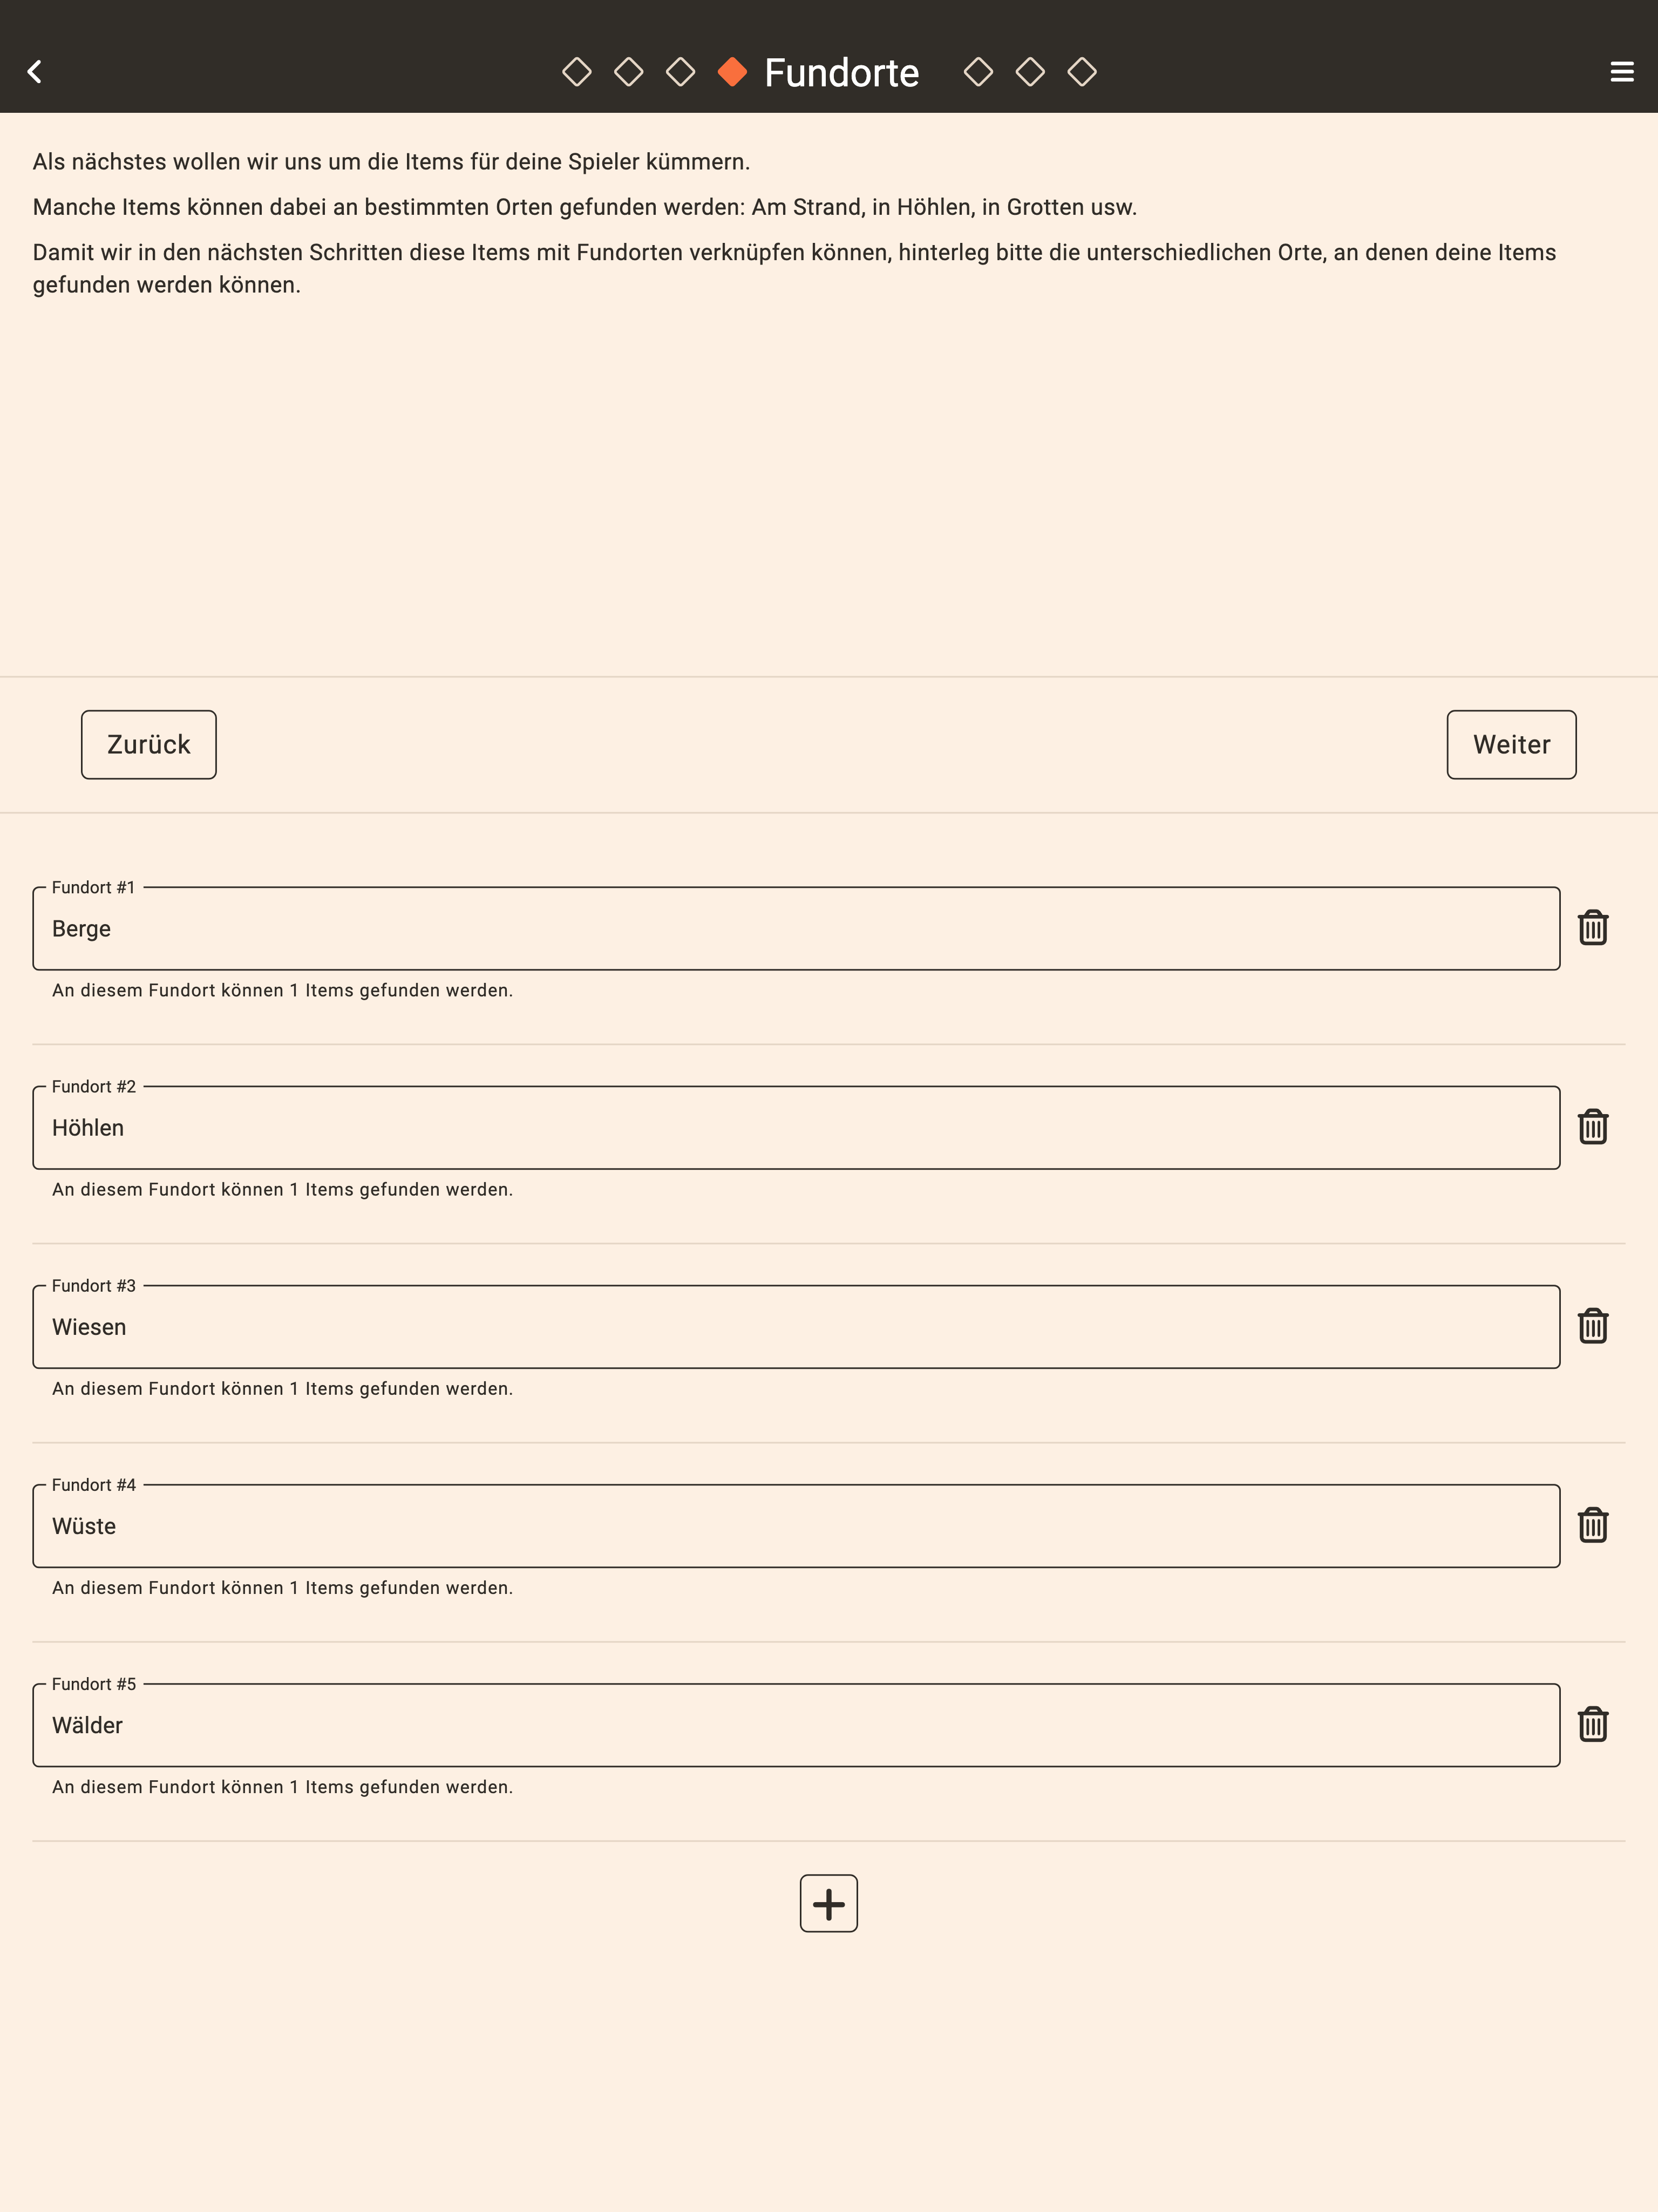 Fundorte
Als nächstes wollen wir uns um die Items für deine Spieler kümmern.
Manche Items können dabei an bestimmten Orten gefunden werden: Am Strand, in Höhlen, in Grotten usw.
Damit wir in den nächsten Schritten diese Items mit Fundorten verknüpfen können, hinterleg bitte die unterschiedlichen Orte, an denen deine Items
gefunden werden können.
Zurück
Weiter
Fundort #1
Berge
An diesem Fundort können 1 Items gefunden werden.
Fundort #2
Höhlen
An diesem Fundort können 1 Items gefunden werden.
Fundort #3
Wiesen
An diesem Fundort können 1 Items gefunden werden.
Fundort #4
Wüste
An diesem Fundort können 1 Items gefunden werden.
Fundort #5
Wälder
An diesem Fundort können 1 Items gefunden werden.